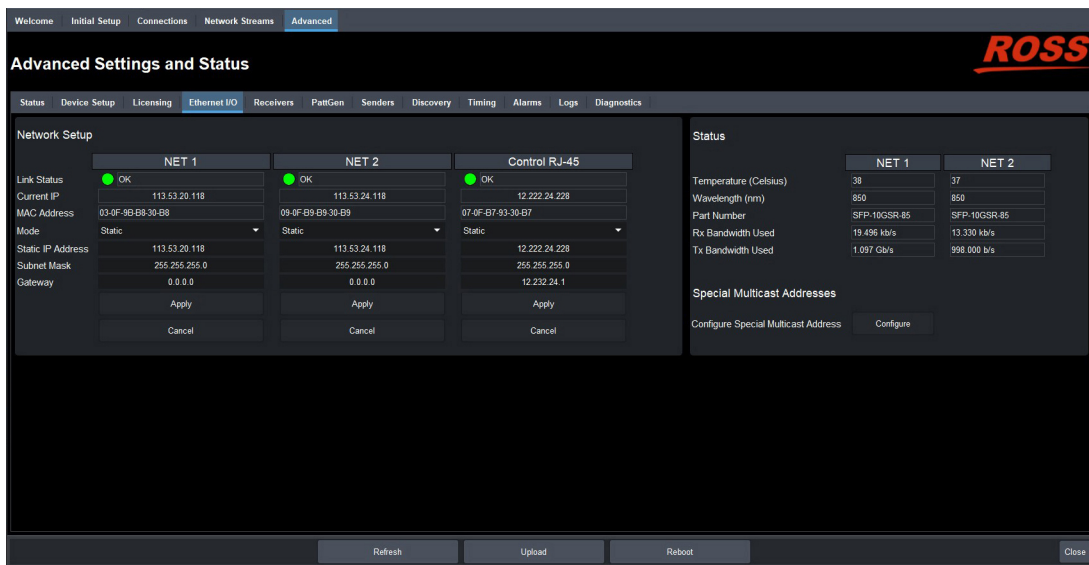 Welcome Initial Setup Connections Network Streams Advanced
ROSS
Advanced Settings and Status
Status Device Setup Licensing Ethernet I/O Receivers PattGen Senders Discovery Timing Alarms Logs Diagnostics
Network Setup
NET 1 NET 2 Control RJ-45
Link Status OK OK OK
Current IP 113.53.20.118 113.53.24.118 12.222.24.228
MAC Address 03-0F-9B-B8-30-B8 09-0F-B9-B9-30-B9 07-0F-B7-93-30-B7
Mode Static Static Static
Static IP Address 113.53.20.118 113.53.24.118 12.222.24.228
Subnet Mask 255.255.255.0 255.255.255.0 255.255.255.0
Gateway 0.0.0.0 0.0.0.0 12.232.24.1
Apply Apply Apply
Cancel Cancel Cancel
Status
NET 1 NET 2
Temperature (Celsius) 38 37
Wavelength (nm) 850 850
Part Number SFP-10GSR-85 SFP-10GSR-85
Rx Bandwidth Used 19.496 kb/s 13.330 kb/s
Tx Bandwidth Used 1.097 Gb/s 998.000 b/s
Special Multicast Addresses
Configure Special Multicast Address Configure
Refresh Upload Reboot Close